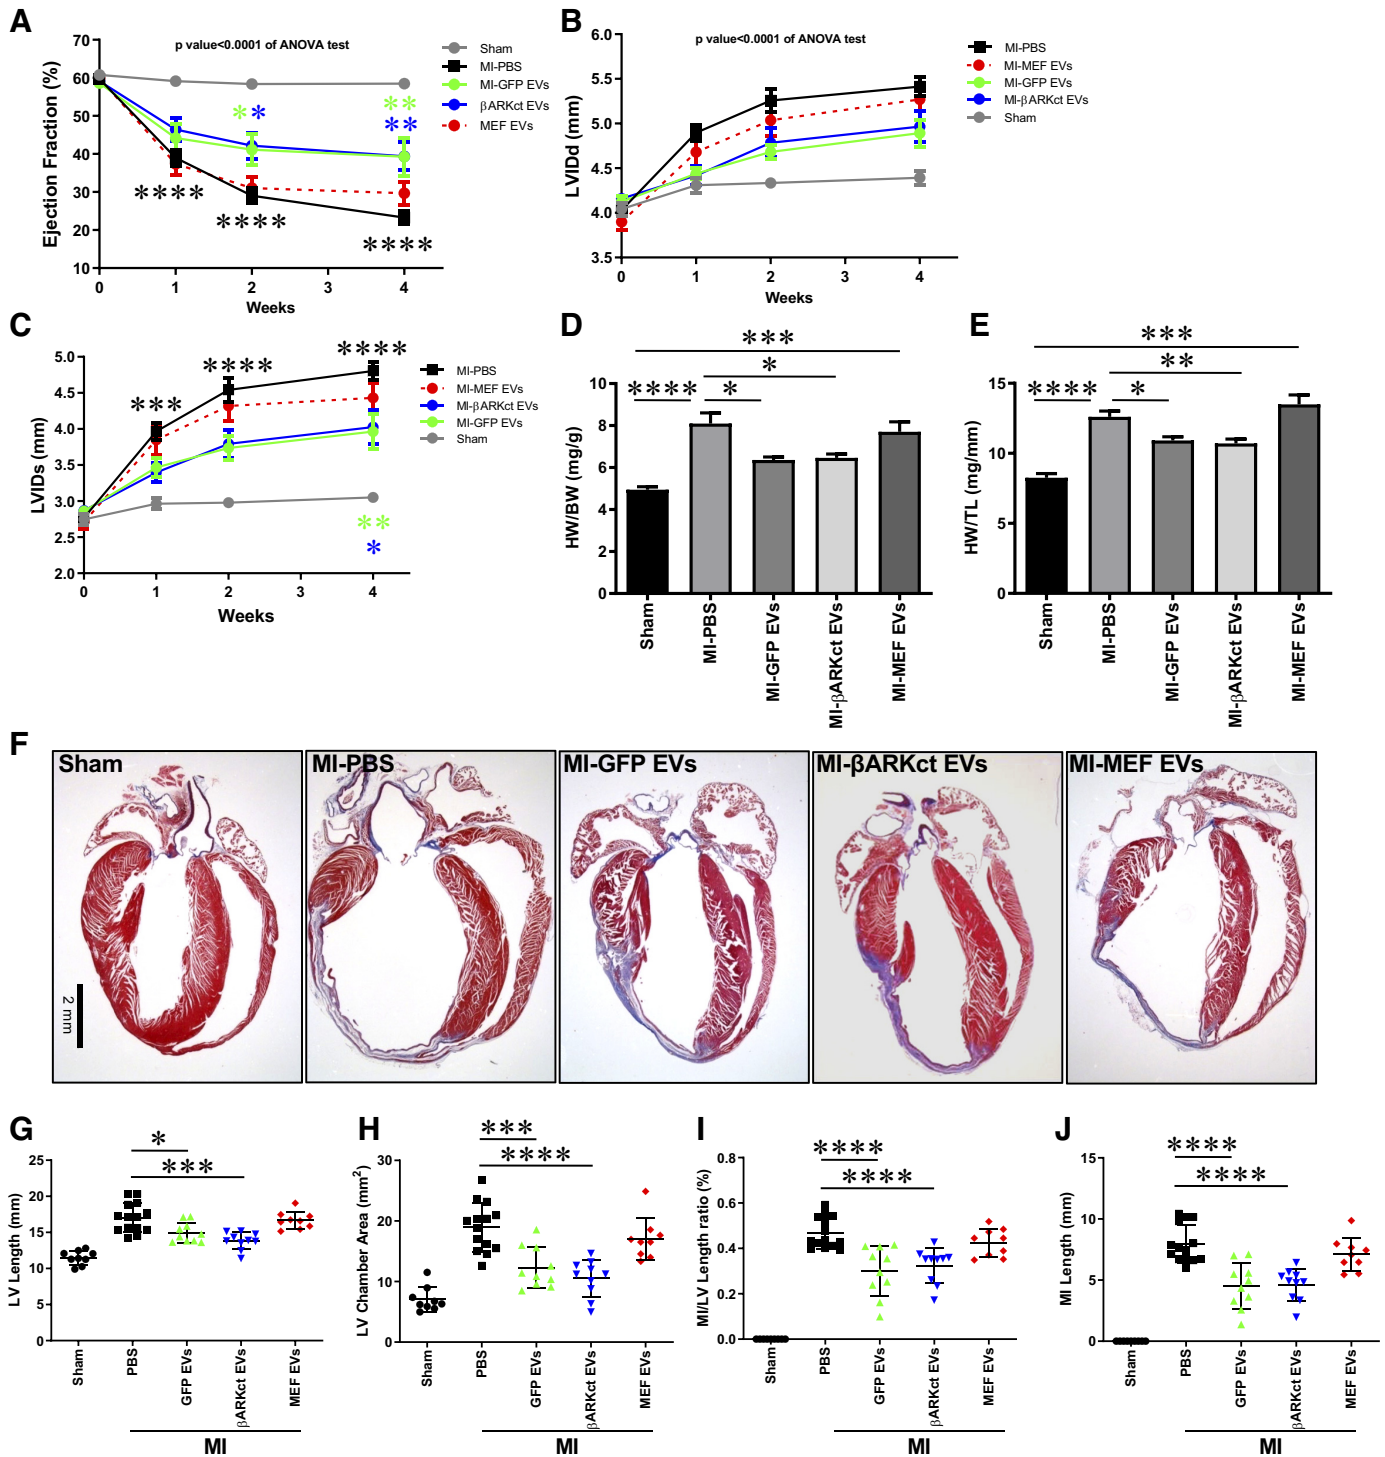 A
p value<0.0001 of ANOVA test
Ejection Fraction (%)
70
60
50
40
30
20
10
* *
**
**
****
****
****
0 1 2 3 4
Weeks
Sham
MI-PBS
MI-GFP EVs
βARKct EVs
MEF EVs
B
p value<0.0001 of ANOVA test
LVIDd (mm)
6.0
5.5
5.0
4.5
4.0
3.5
0 1 2 3 4
Weeks
MI-PBS
MI-MEF EVs
MI-GFP EVs
MI-βARKct EVs
Sham
C
LVIDs (mm)
5.0
4.5
4.0
3.5
3.0
2.5
2.0
***
****
****
**
*
0 1 2 3 4
Weeks
MI-PBS
MI-MEF EVs
MI-βARKct EVs
MI-GFP EVs
Sham
D
***
*
**** *
HW/BW (mg/g)
10
8
6
4
2
0
Sham
MI-PBS
MI-GFP EVs
MI-βARKct EVs
MI-MEF EVs
E
***
**
**** *
HW/TL (mg/mm)
15
10
5
0
Sham
MI-PBS
MI-GFP EVs
MI-βARKct EVs
MI-MEF EVs
F
Sham
MI-PBS
MI-GFP EVs
MI-βARKct EVs
MI-MEF EVs
2 mm
G
*
***
LV Length (mm)
25
20
15
10
5
0
Sham
PBS
GFP EVs
βARKct EVs
MEF EVs
MI
H
***
****
LV Chamber Area (mm²)
30
20
10
0
Sham
PBS
GFP EVs
βARKct EVs
MEF EVs
MI
I
****
****
MI/LV Length ratio (%)
0.8
0.6
0.4
0.2
0.0
Sham
PBS
GFP EVs
βARKct EVs
MEF EVs
MI
J
****
****
MI Length (mm)
15
10
5
0
Sham
PBS
GFP EVs
βARKct EVs
MEF EVs
MI